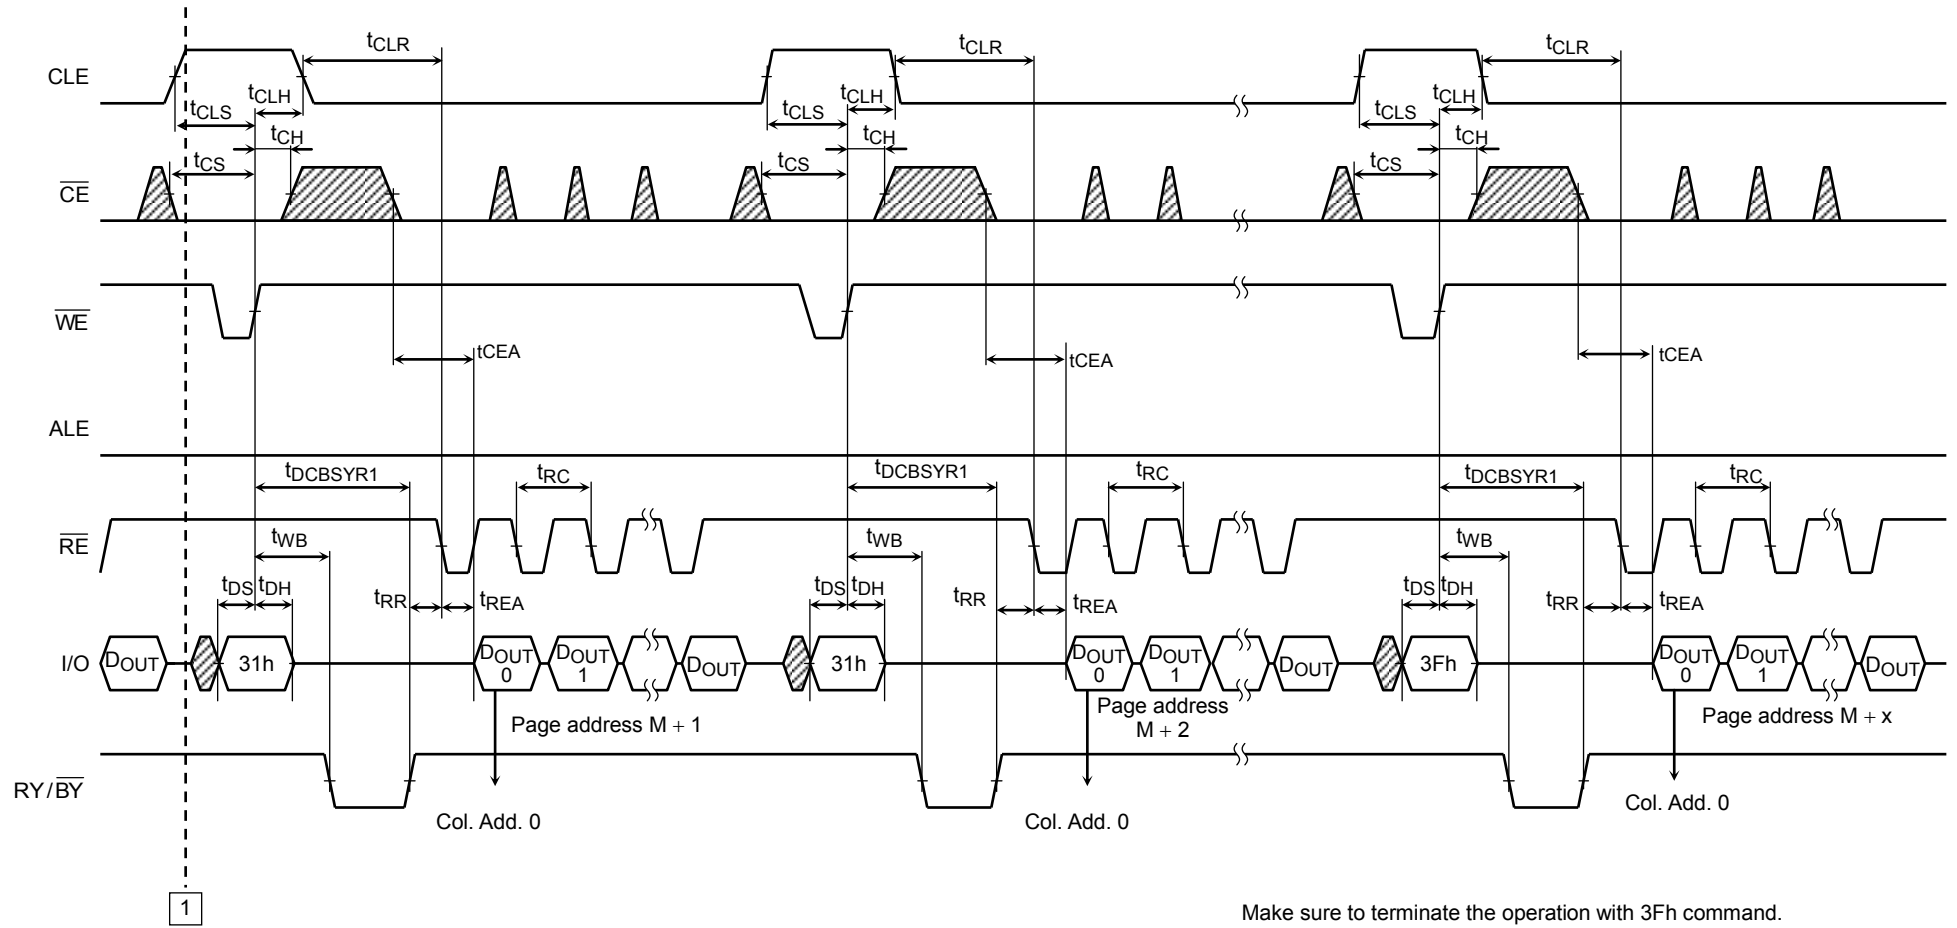 tCLR tCLR tCLR
CLE
tCLH tCLH tCLH
tCLS tCLS tCLS
tCH tCH tCH
tCS tCS tCS
CE
WE
tCEA tCEA tCEA
ALE
tDCBSYR1 tRC tDCBSYR1 tRC tDCBSYR1 tRC
RE
tWB tWB tWB
tDS tDH tDS tDH tDS tDH
tRR tREA tRR tREA tRR tREA
I/O DOUT 31h DOUT 0 DOUT 1 DOUT 31h DOUT 0 DOUT 1 DOUT 3Fh DOUT 0 DOUT 1 DOUT
Page address M + 1
Page address
M + 2
Page address M + x
RY/BY
Col. Add. 0 Col. Add. 0 Col. Add. 0
1
Make sure to terminate the operation with 3Fh command.